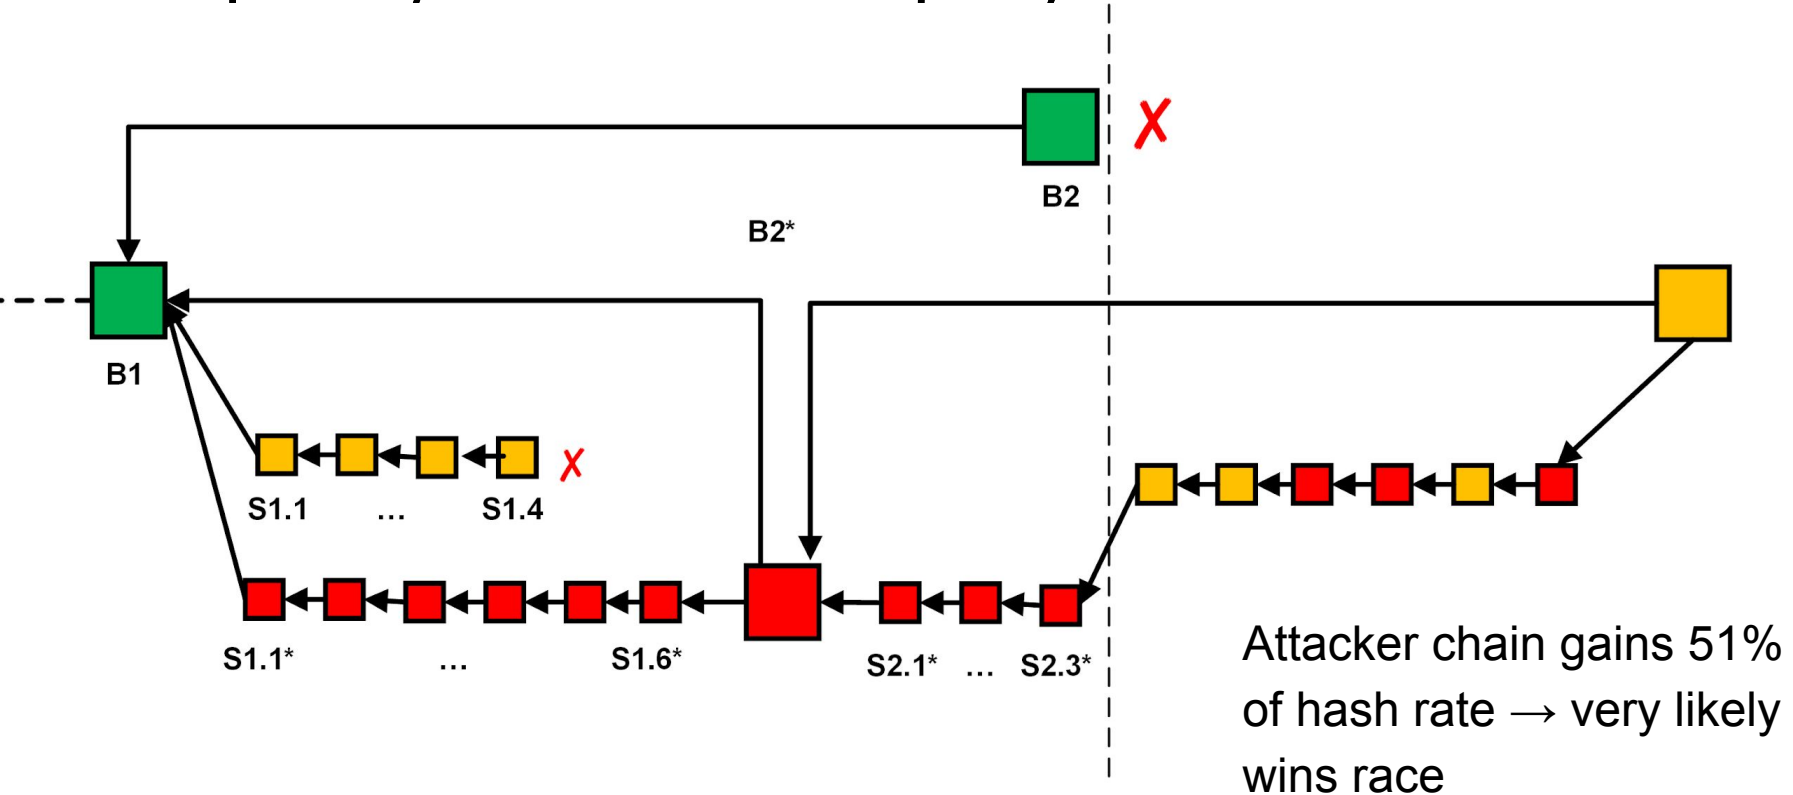 B2
B2*
B1
S1.1 ... S1.4
S1.1* ... S1.6*
S2.1* ... S2.3*
Attacker chain gains 51%
of hash rate → very likely
wins race